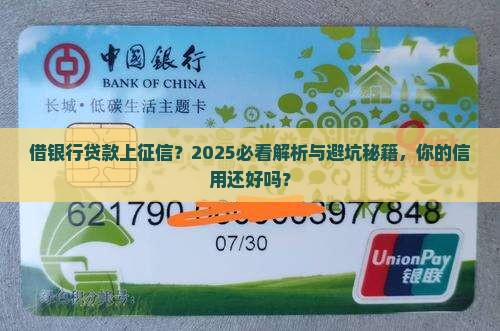 中国银行
BANK OF CHINA
长城·低碳生活主题卡
借银行贷款上征信？2025必看解析与避坑秘籍，你的信
用还好吗？
621790
977848
07/30
UnionPay
银联